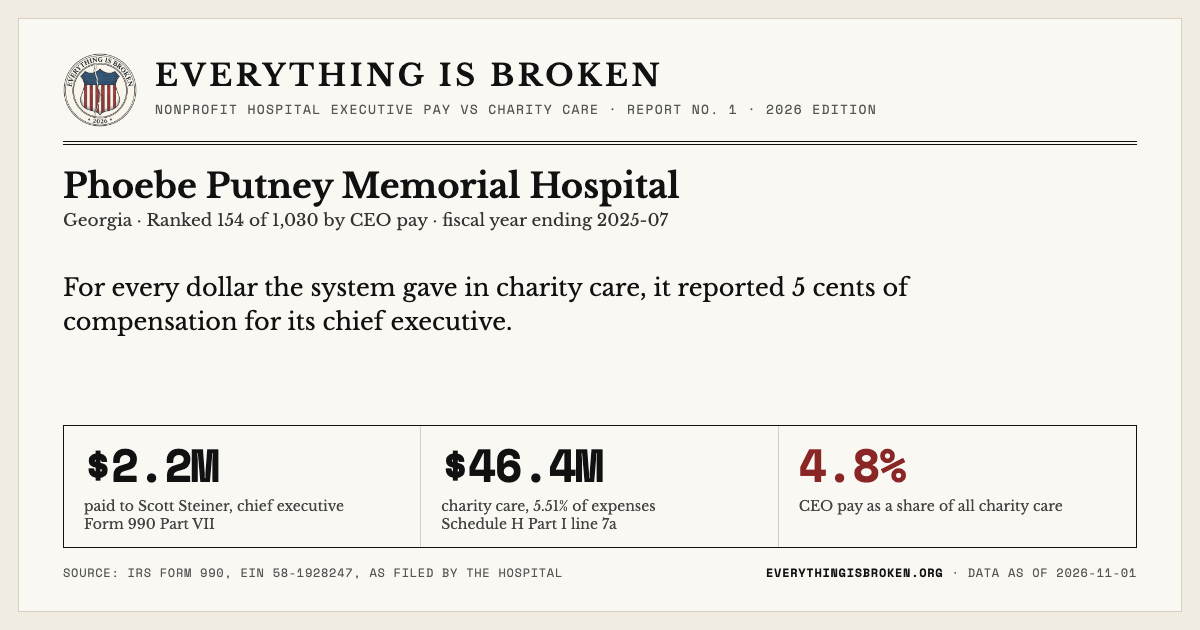 EVERYTHING IS BROKEN
2026
EVERYTHING IS BROKEN
NONPROFIT HOSPITAL EXECUTIVE PAY VS CHARITY CARE · REPORT NO. 1 · 2026 EDITION
Phoebe Putney Memorial Hospital
Georgia · Ranked 154 of 1,030 by CEO pay · fiscal year ending 2025-07
For every dollar the system gave in charity care, it reported 5 cents of
compensation for its chief executive.
$2.2M
paid to Scott Steiner, chief executive
Form 990 Part VII
$46.4M
charity care, 5.51% of expenses
Schedule H Part I line 7a
4.8%
CEO pay as a share of all charity care
SOURCE: IRS FORM 990, EIN 58-1928247, AS FILED BY THE HOSPITAL
EVERYTHINGISBROKEN.ORG · DATA AS OF 2026-11-01